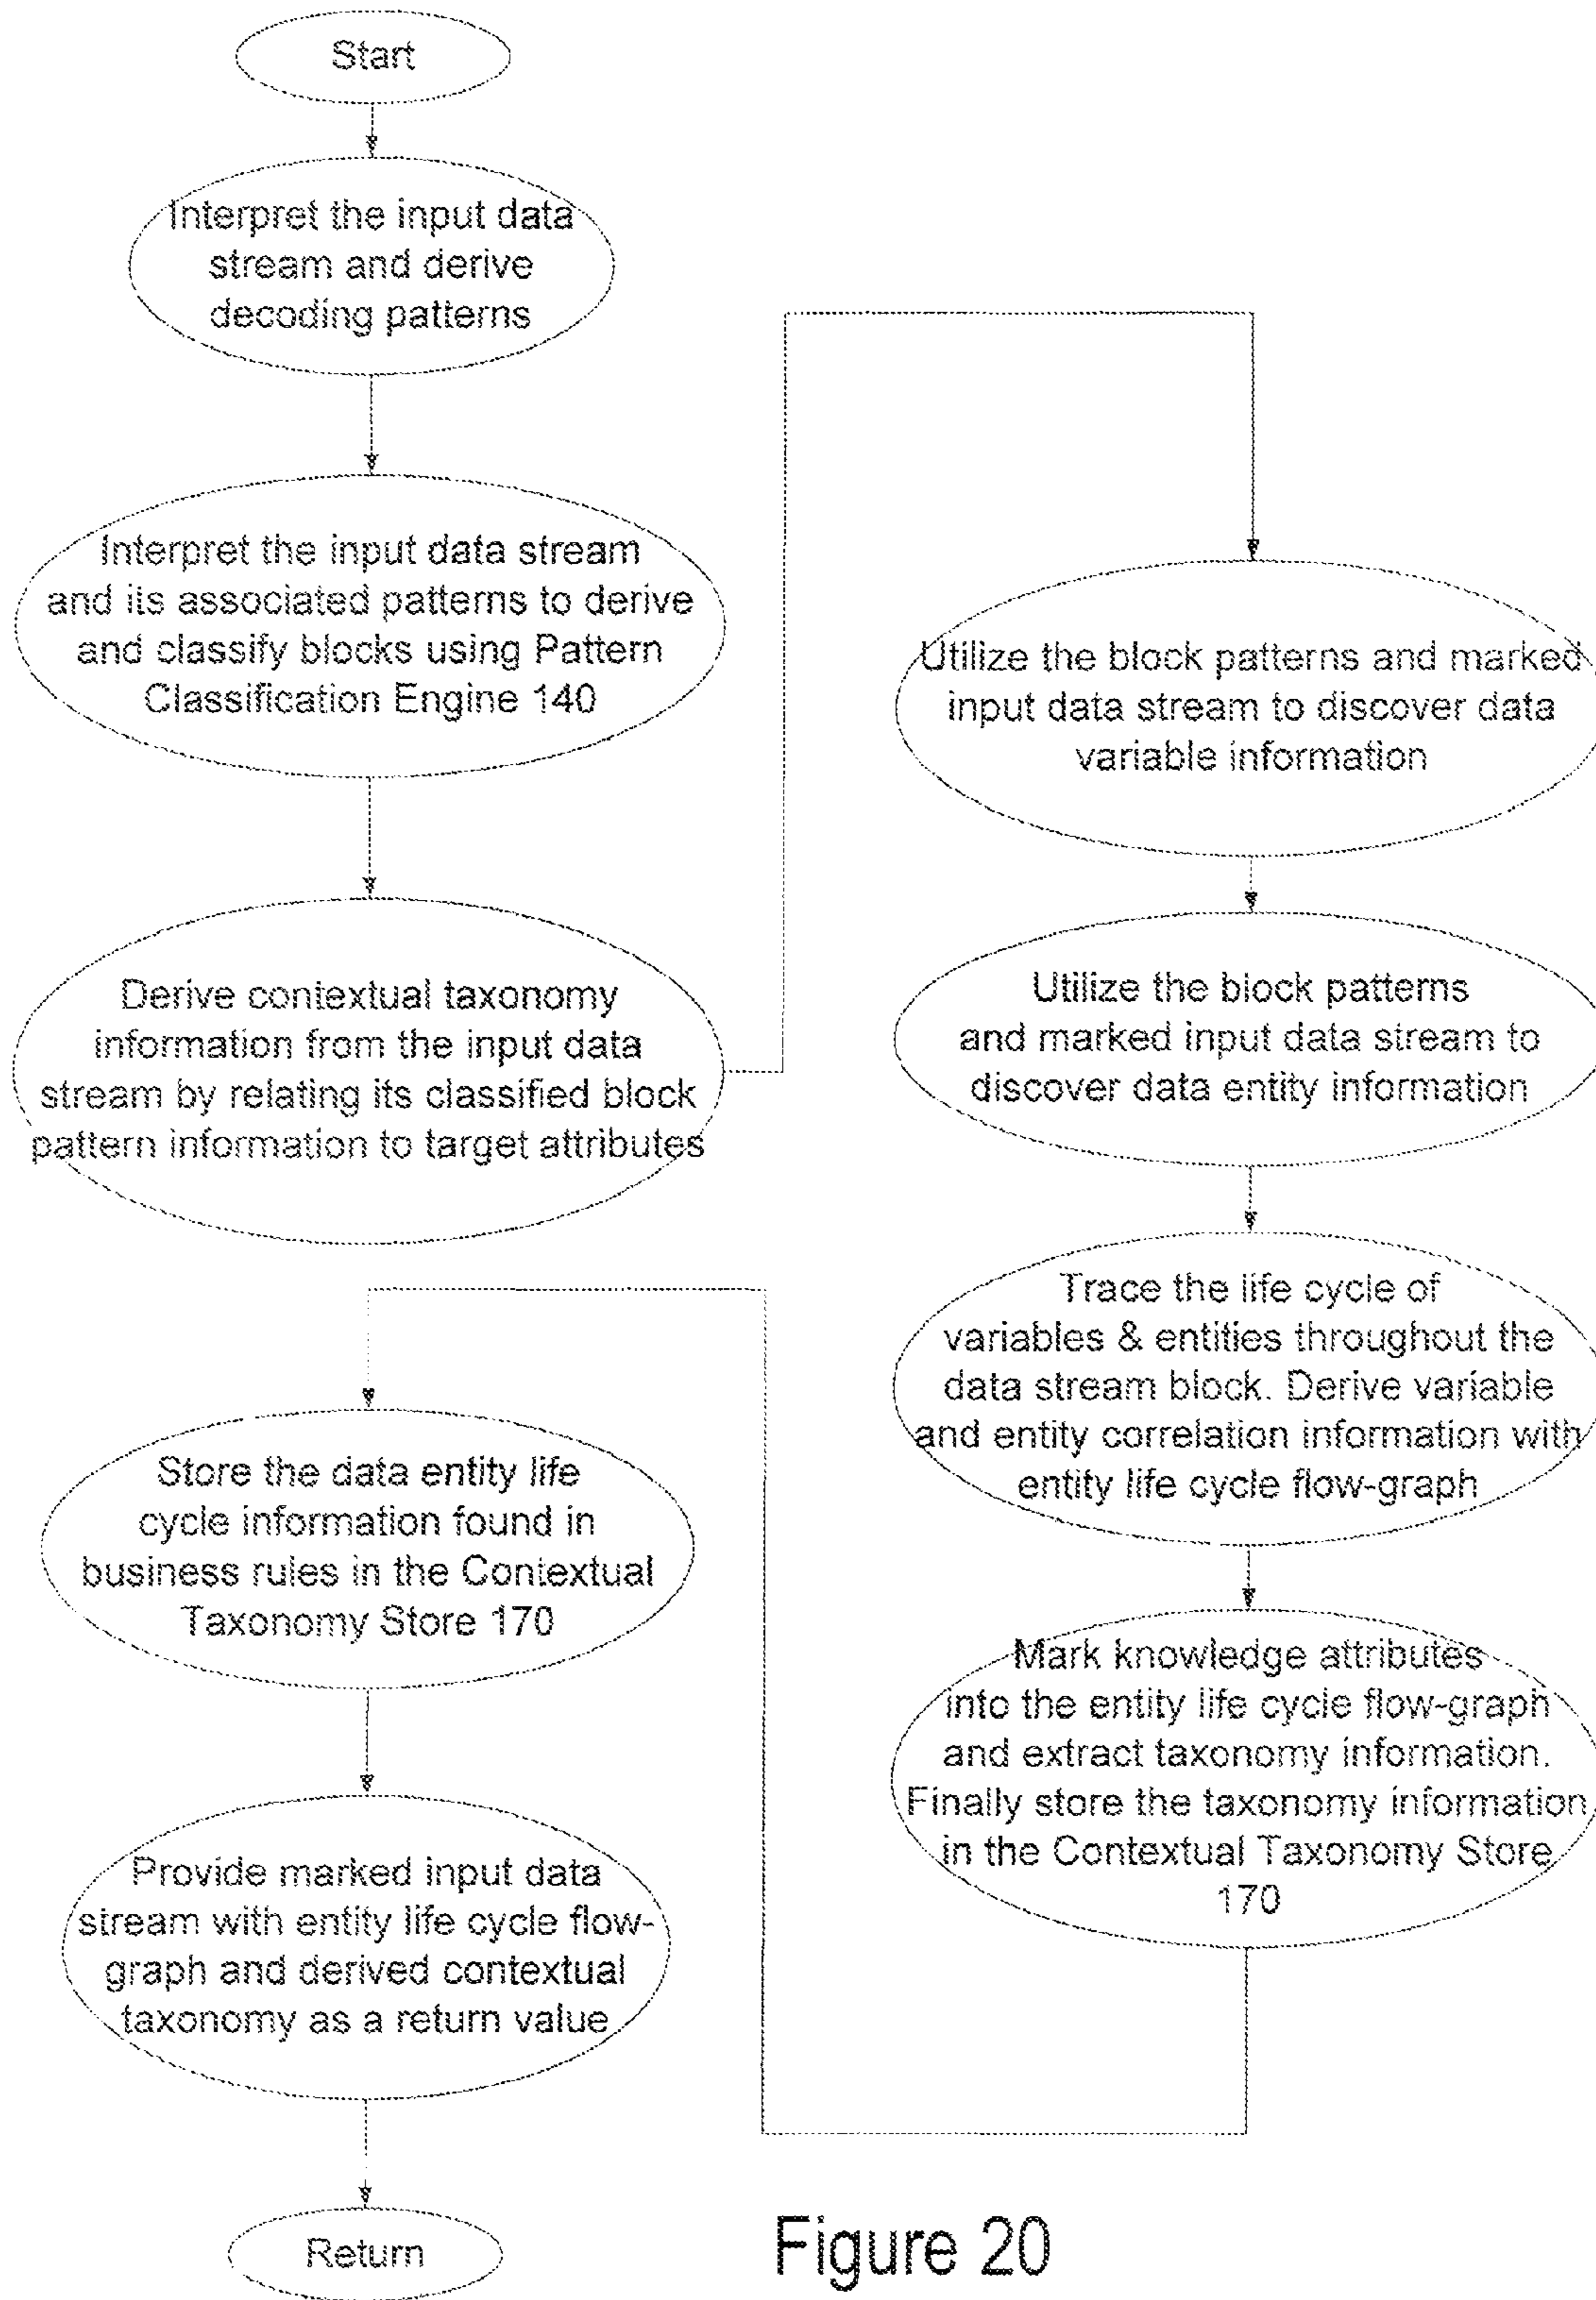 Start
Interpret the input data
stream and derive
decoding patterns
Interpret the input data stream
and its associated patterns to derive
and classify blocks using Pattern
Classification Engine 140
Derive contextual taxonomy
information from the input data
stream by relating its classified block
pattern information to target attributes
Utilize the block patterns and marked
input data stream to discover data
variable information
Utilize the block patterns
and marked input data stream to
discover data entity information
Trace the life cycle of
variables & entities throughout the
data stream block. Derive variable
and entity correlation information with
entity life cycle flow-graph
Mark knowledge attributes
into the entity life cycle flow-graph
and extract taxonomy information.
Finally store the taxonomy information
in the Contextual Taxonomy Store
170
Store the data entity life
cycle information found in
business rules in the Contextual
Taxonomy Store 170
Provide marked input data
stream with entity life cycle flow-
graph and derived contextual
taxonomy as a return value
Return
Figure 20